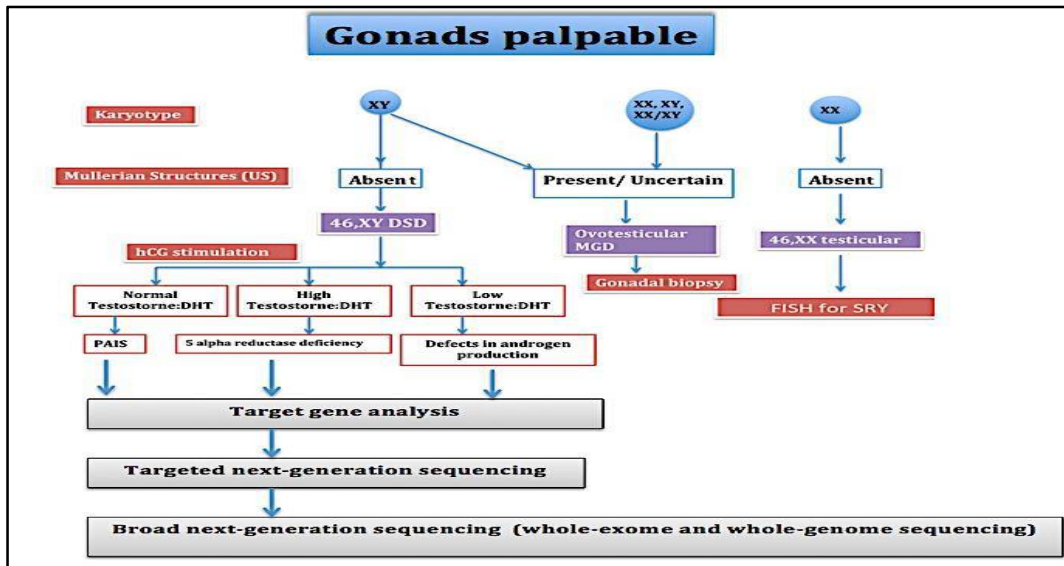 Gonads palpable
Karyotype
XY
XX, XY,
XX/XY
XX
Mullerian Structures (US)
Absent
Present/ Uncertain
Absent
46,XY DSD
Ovotesticular
MGD
46,XX testicular
hCG stimulation
Gonadal biopsy
FISH for SRY
Normal
Testostorne:DHT
High
Testostorne:DHT
Low
Testostorne:DHT
PAIS
5 alpha reductase deficiency
Defects in androgen
production
Target gene analysis
Targeted next-generation sequencing
Broad next-generation sequencing (whole-exome and whole-genome sequencing)